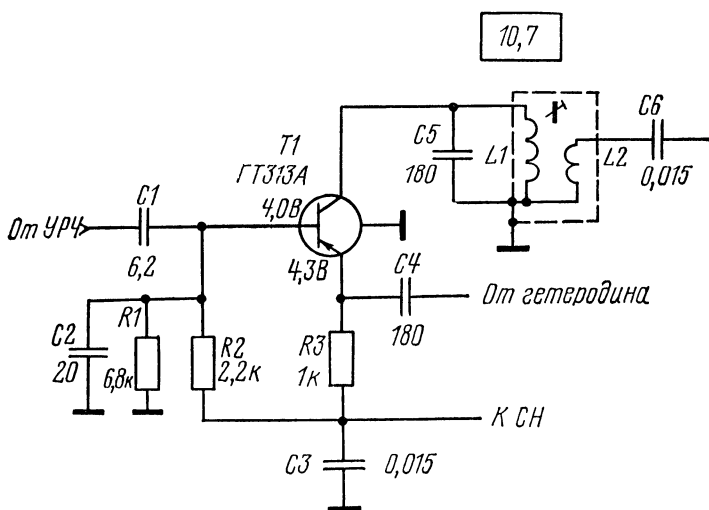 10,7
C6
C5
L1
L2
180
0,015
T1
ГТ313А
4,0В
C1
От УРЧ
6,2
4,3В
C4
От гетеродина
180
R1
C2
20
6,8к
R2
2,2к
R3
1к
К СН
C3
0,015